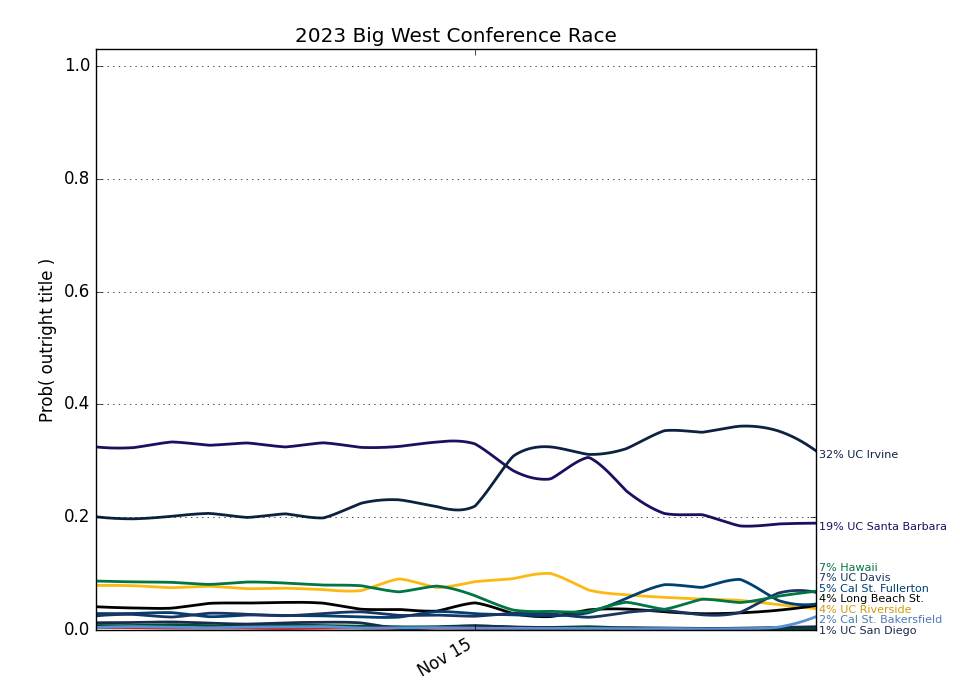 2023 Big West Conference Race
Prob( outright title )
1.0
0.8
0.6
0.4
0.2
0.0
Nov 15
32% UC Irvine
19% UC Santa Barbara
7% Hawaii
7% UC Davis
5% Cal St. Fullerton
4% Long Beach St.
4% UC Riverside
2% Cal St. Bakersfield
1% UC San Diego